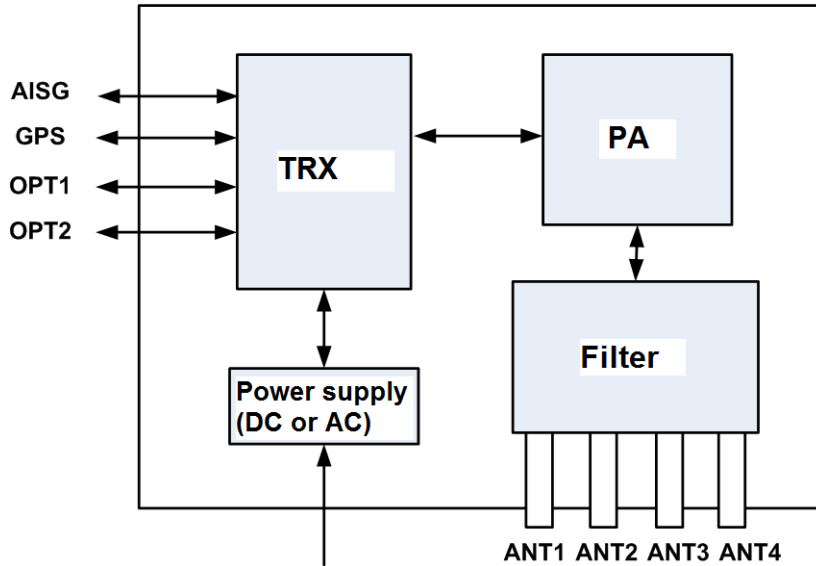 AISG
GPS
OPT1
OPT2
TRX
PA
Filter
Power supply
(DC or AC)
ANT1 ANT2 ANT3 ANT4